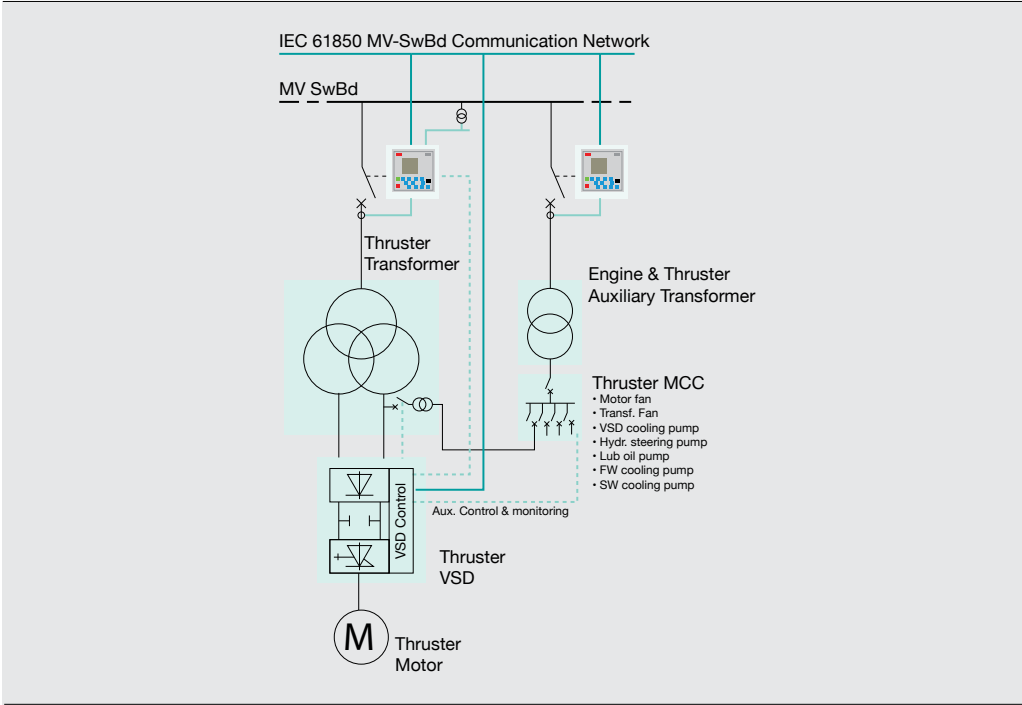 IEC 61850 MV-SwBd Communication Network
MV SwBd
Thruster
Transformer
Engine & Thruster
Auxiliary Transformer
Thruster MCC
• Motor fan
• Transf. Fan
• VSD cooling pump
• Hydr. steering pump
• Lub oil pump
• FW cooling pump
• SW cooling pump
Aux. Control & monitoring
VSD Control
Thruster
VSD
M
Thruster
Motor